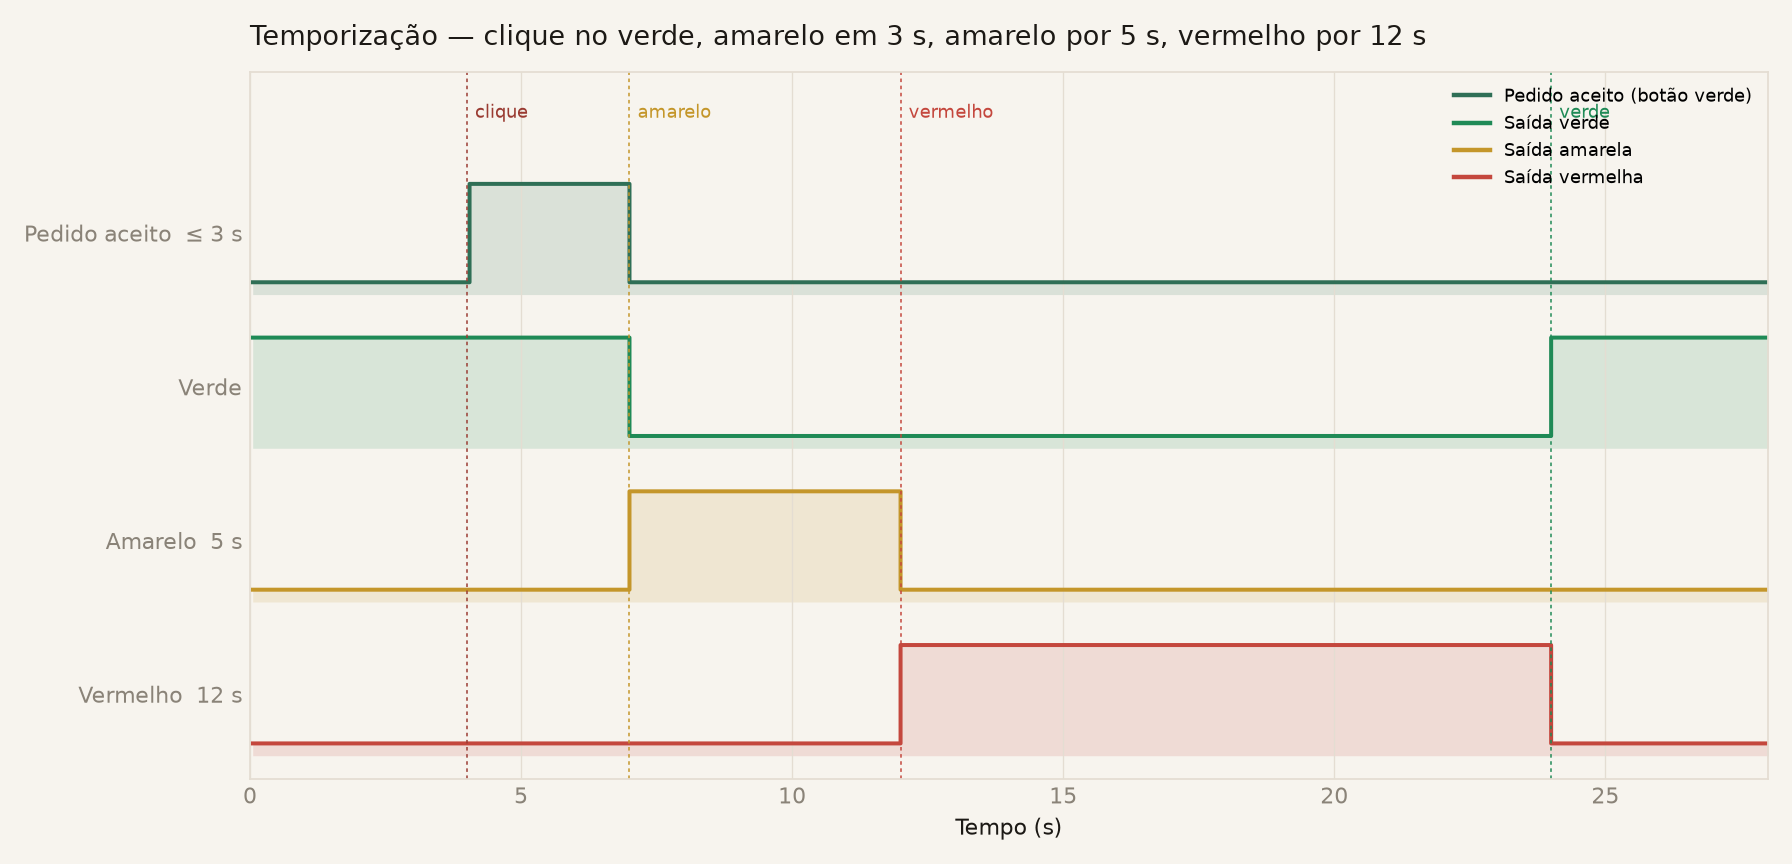 Temporização — clique no verde, amarelo em 3 s, amarelo por 5 s, vermelho por 12 s
clique
amarelo
vermelho
verde
Pedido aceito (botão verde)
Saída verde
Saída amarela
Saída vermelha
Pedido aceito ≤ 3 s
Verde
Amarelo 5 s
Vermelho 12 s
0 5 10 15 20 25
Tempo (s)